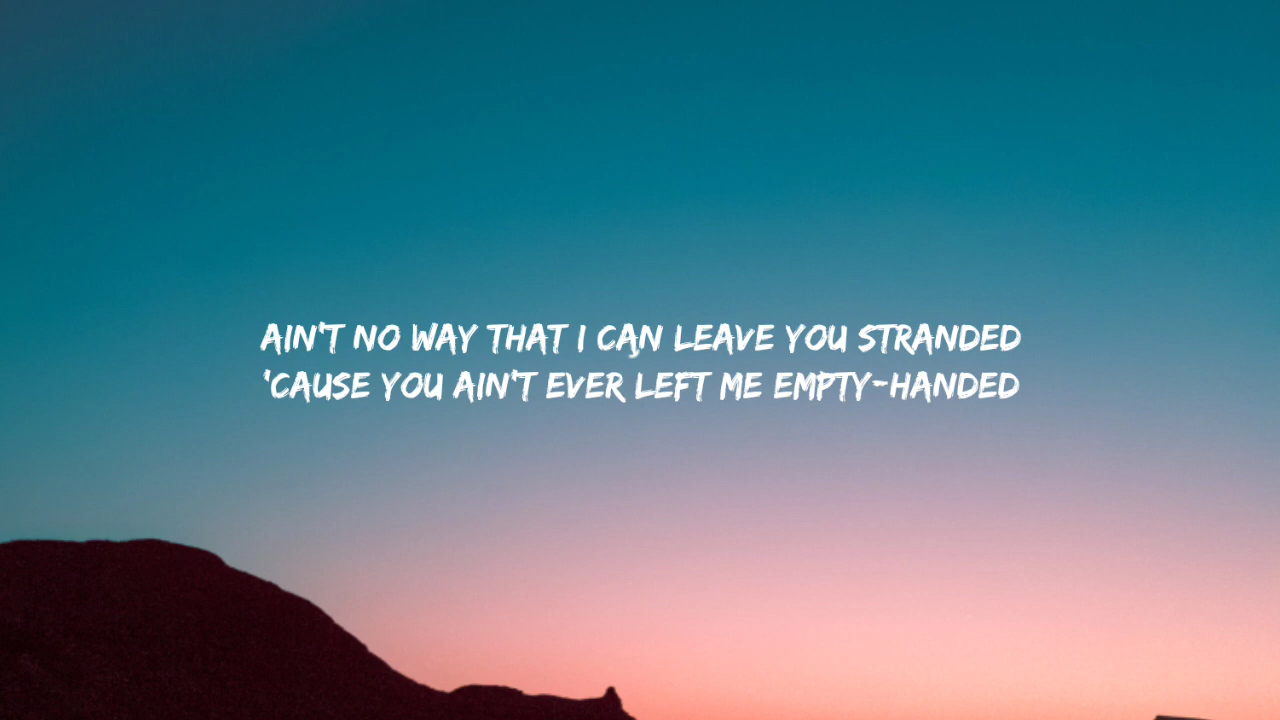 AIN'T NO WAY THAT I CAN LEAVE YOU STRANDED
'CAUSE YOU AIN'T EVER LEFT ME EMPTY-HANDED